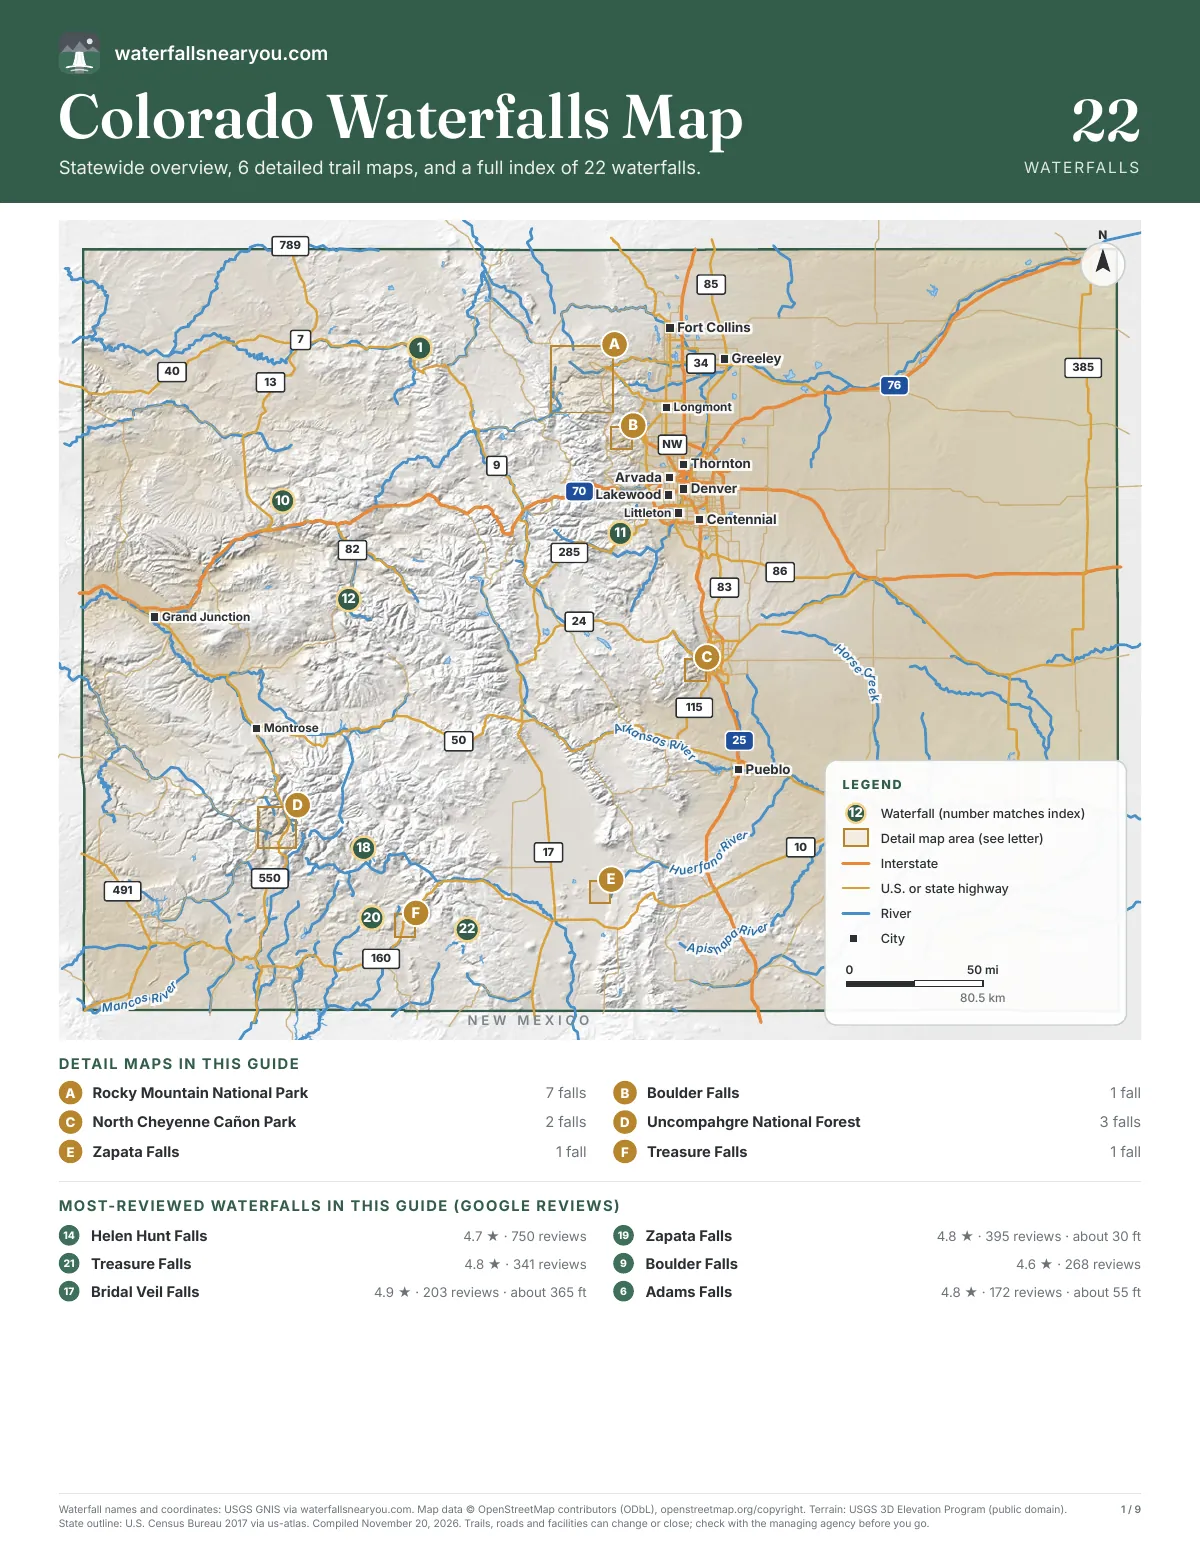 waterfallsnearyou.com
Colorado Waterfalls Map
22
Statewide overview, 6 detailed trail maps, and a full index of 22 waterfalls.
WATERFALLS
N
789
85
Fort Collins
7
1
A
34
Greeley
40
13
385
76
Longmont
B
NW
9
Thornton
Arvada
70
Lakewood
Denver
10
Littleton
Centennial
11
82
285
86
83
12
Grand Junction
24
Horse Creek
C
115
Montrose
50
Arkansas River
25
Pueblo
D
18
17
Huerfano River
10
550
491
E
20
F
22
160
Apishapa River
Mancos River
NEW MEXICO
LEGEND
12 Waterfall (number matches index)
Detail map area (see letter)
Interstate
U.S. or state highway
River
City
0 50 mi
80.5 km
DETAIL MAPS IN THIS GUIDE
A Rocky Mountain National Park 7 falls
B Boulder Falls 1 fall
C North Cheyenne Cañon Park 2 falls
D Uncompahgre National Forest 3 falls
E Zapata Falls 1 fall
F Treasure Falls 1 fall
MOST-REVIEWED WATERFALLS IN THIS GUIDE (GOOGLE REVIEWS)
14 Helen Hunt Falls 4.7 ★ · 750 reviews
19 Zapata Falls 4.8 ★ · 395 reviews · about 30 ft
21 Treasure Falls 4.8 ★ · 341 reviews
9 Boulder Falls 4.6 ★ · 268 reviews
17 Bridal Veil Falls 4.9 ★ · 203 reviews · about 365 ft
6 Adams Falls 4.8 ★ · 172 reviews · about 55 ft
Waterfall names and coordinates: USGS GNIS via waterfallsnearyou.com. Map data © OpenStreetMap contributors (ODbL), openstreetmap.org/copyright. Terrain: USGS 3D Elevation Program (public domain).
1 / 9
State outline: U.S. Census Bureau 2017 via us-atlas. Compiled November 20, 2026. Trails, roads and facilities can change or close; check with the managing agency before you go.